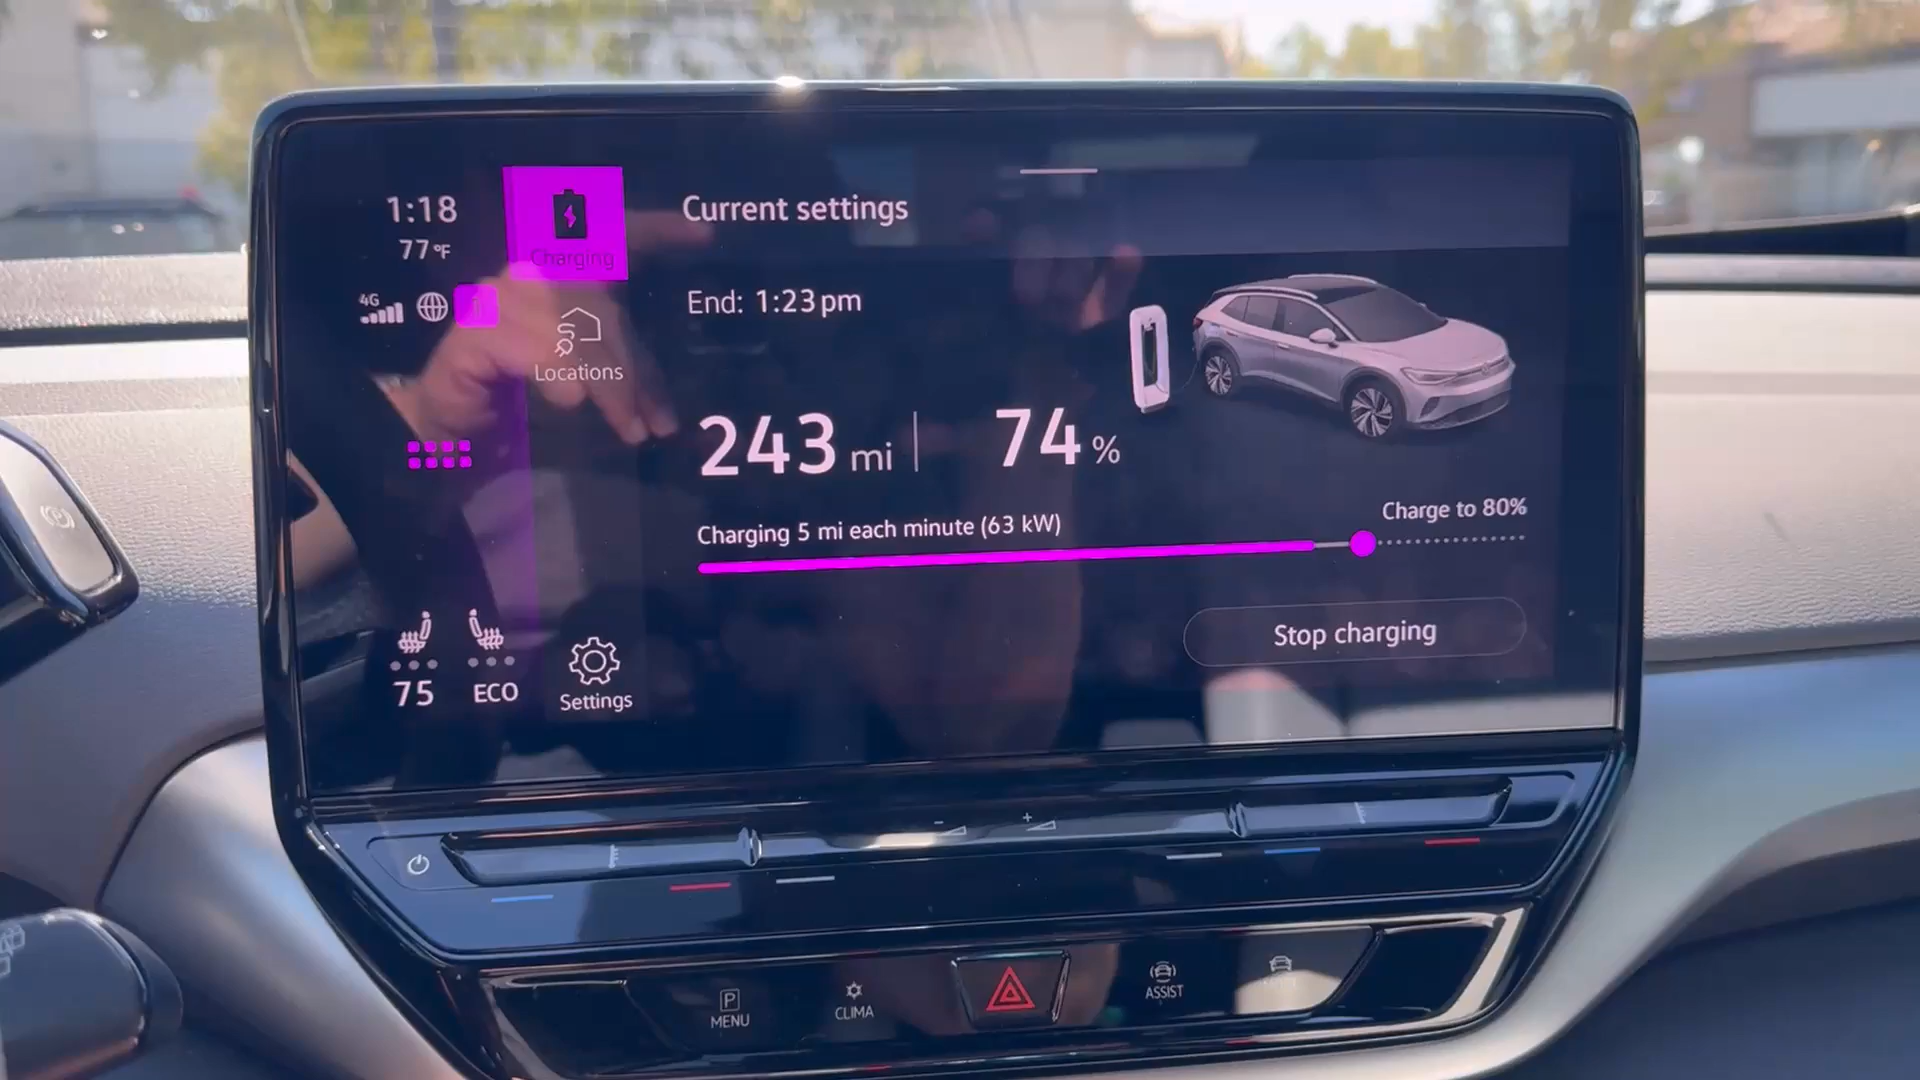 1:18
77°F
4G
Charging
Locations
75
ECO
Settings
Current settings
End: 1:23 pm
243 mi | 74 %
Charging 5 mi each minute (63 kW)
Charge to 80%
Stop charging
- +
P
MENU
CLIMA
ASSIST